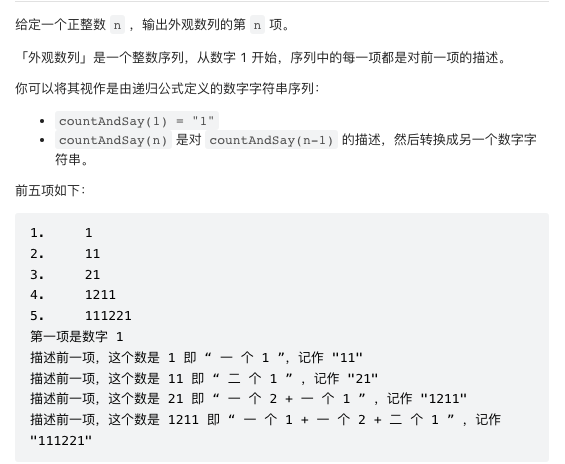 给定一个正整数 n ，输出外观数列的第 n 项。
「外观数列」是一个整数序列，从数字 1 开始，序列中的每一项都是对前一项的描述。
你可以将其视作是由递归公式定义的数字字符串序列：
• countAndSay(1) = "1"
• countAndSay(n) 是对 countAndSay(n-1) 的描述，然后转换成另一个数字字
符串。
前五项如下：
1. 1
2. 11
3. 21
4. 1211
5. 111221
第一项是数字 1
描述前一项，这个数是 1 即 “ 一 个 1 ”，记作 "11"
描述前一项，这个数是 11 即 “ 二 个 1 ” ，记作 "21"
描述前一项，这个数是 21 即 “ 一 个 2 + 一 个 1 ” ，记作 "1211"
描述前一项，这个数是 1211 即 “ 一 个 1 + 一 个 2 + 二 个 1 ” ，记作
"111221"